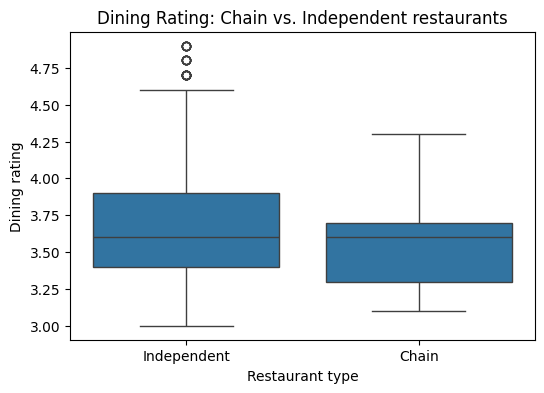 Dining Rating: Chain vs. Independent restaurants
4.75
4.50
4.25
4.00
3.75
3.50
3.25
3.00
Dining rating
Independent
Chain
Restaurant type